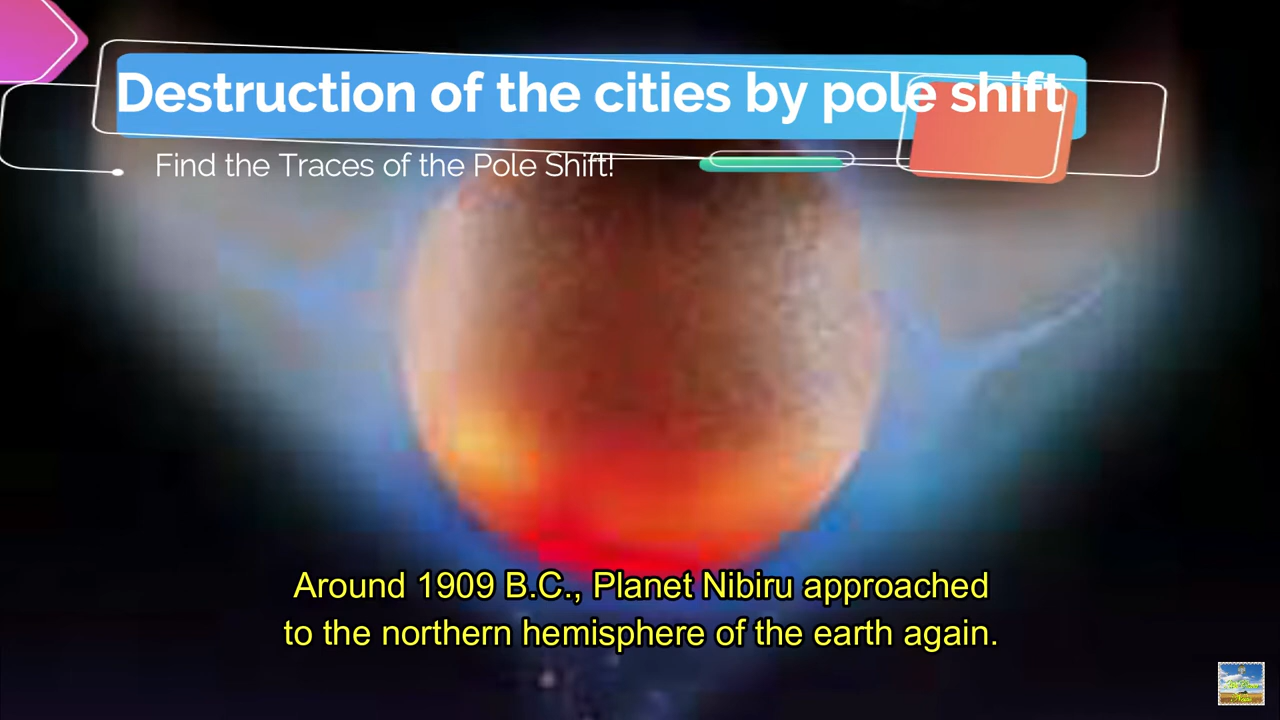 Destruction of the cities by pole shift
Find the Traces of the Pole Shift!
Around 1909 B.C., Planet Nibiru approached
to the northern hemisphere of the earth again.